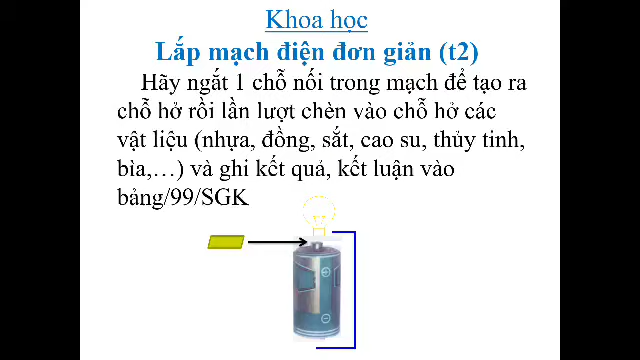 Khoa học
Lắp mạch điện đơn giản (t2)
Hãy ngắt 1 chỗ nối trong mạch để tạo ra
chỗ hở rồi lần lượt chèn vào chỗ hở các
vật liệu (nhựa, đồng, sắt, cao su, thủy tinh,
bìa,…) và ghi kết quả, kết luận vào
bảng/99/SGK